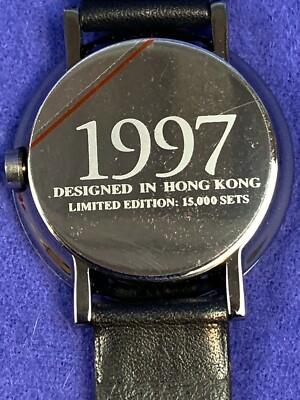 1997
DESIGNED IN HONG KONG
LIMITED EDITION: 15,000 SETS